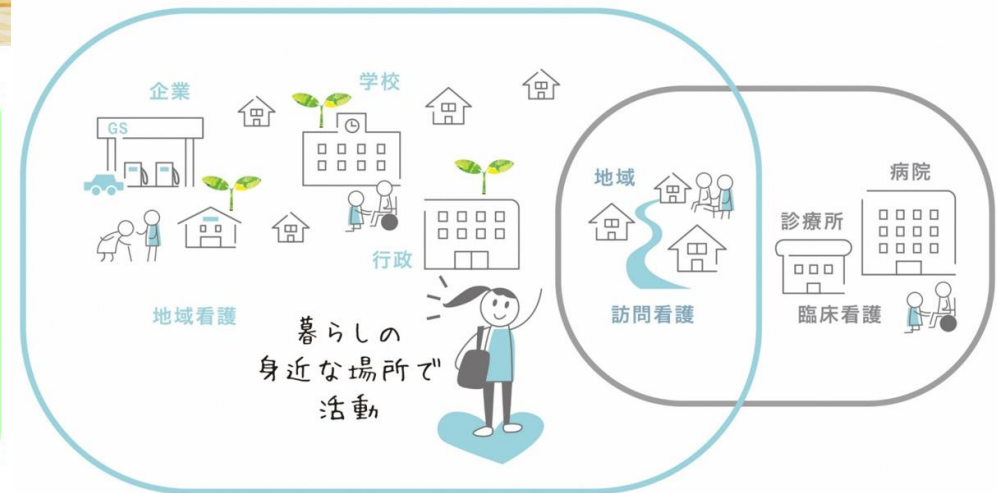 企業
学校
GS
行政
地域看護
暮らしの
身近な場所で
活動
地域
訪問看護
病院
診療所
臨床看護